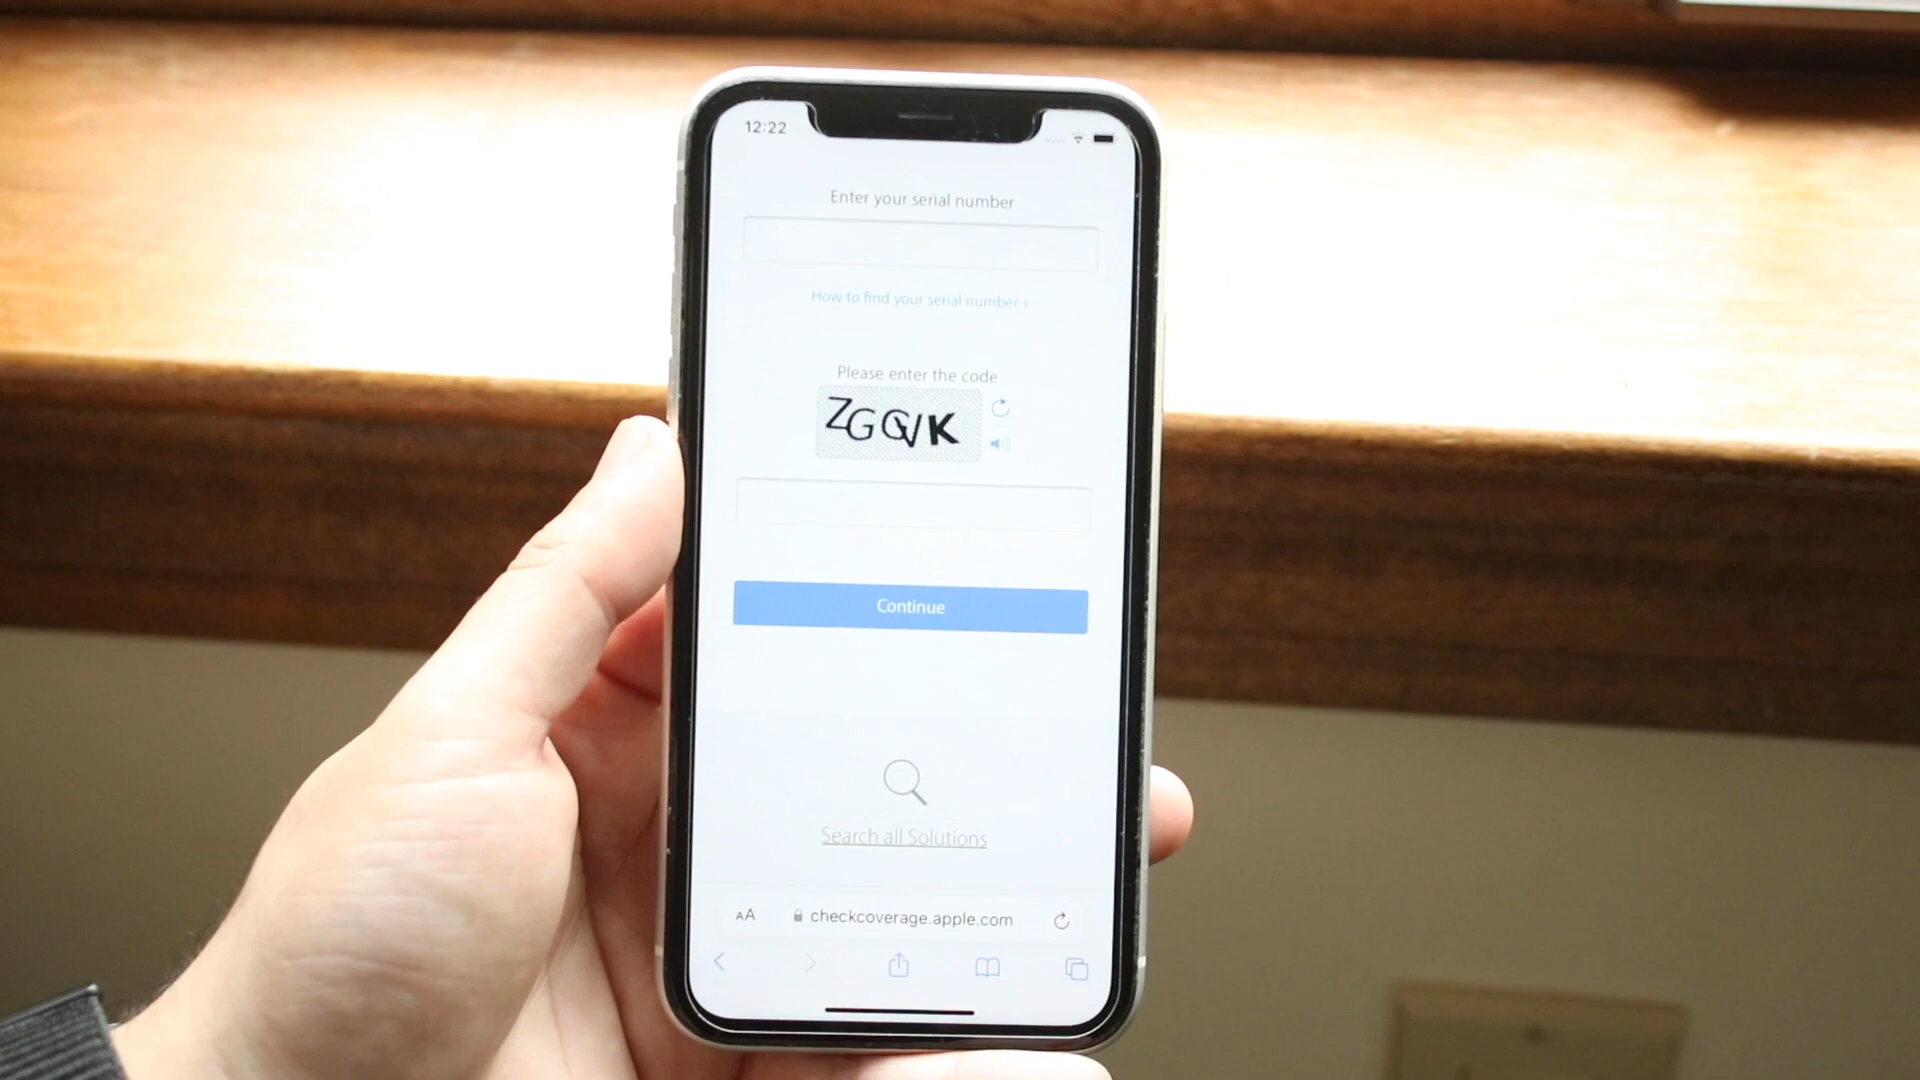 12:22
Enter your serial number
How to find your serial number ›
Please enter the code
Continue
Search all Solutions
AA checkcoverage.apple.com